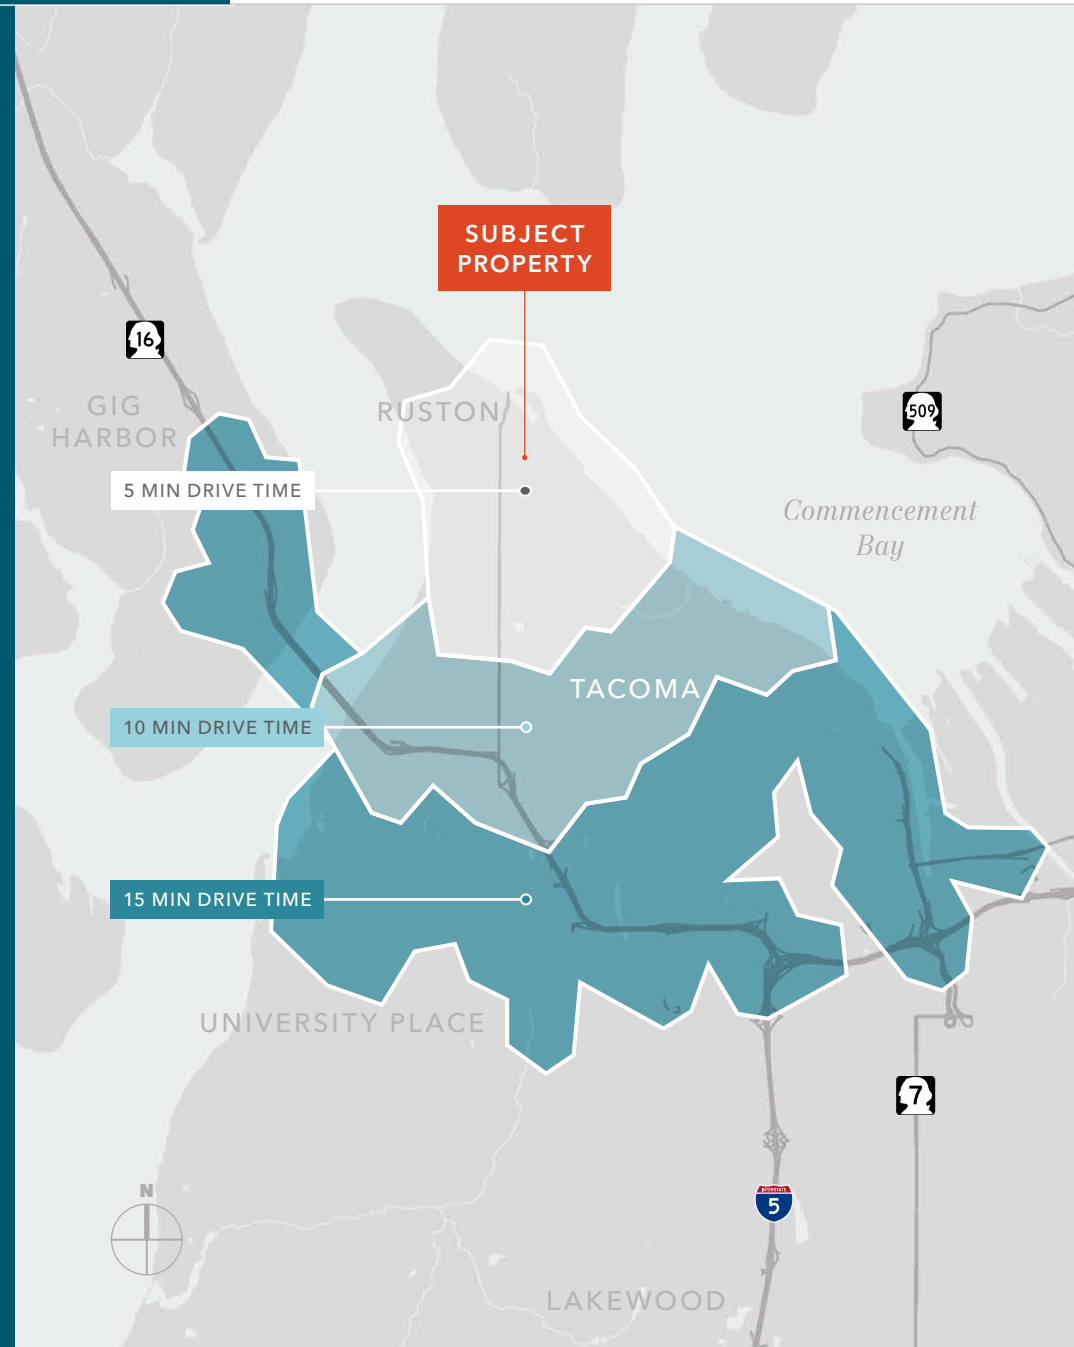 SUBJECT
PROPERTY
16
GIG
HARBOR
RUSTON
509
5 MIN DRIVE TIME
Commencement
Bay
TACOMA
10 MIN DRIVE TIME
15 MIN DRIVE TIME
UNIVERSITY PLACE
7
N
INTERSTATE
5
LAKEWOOD